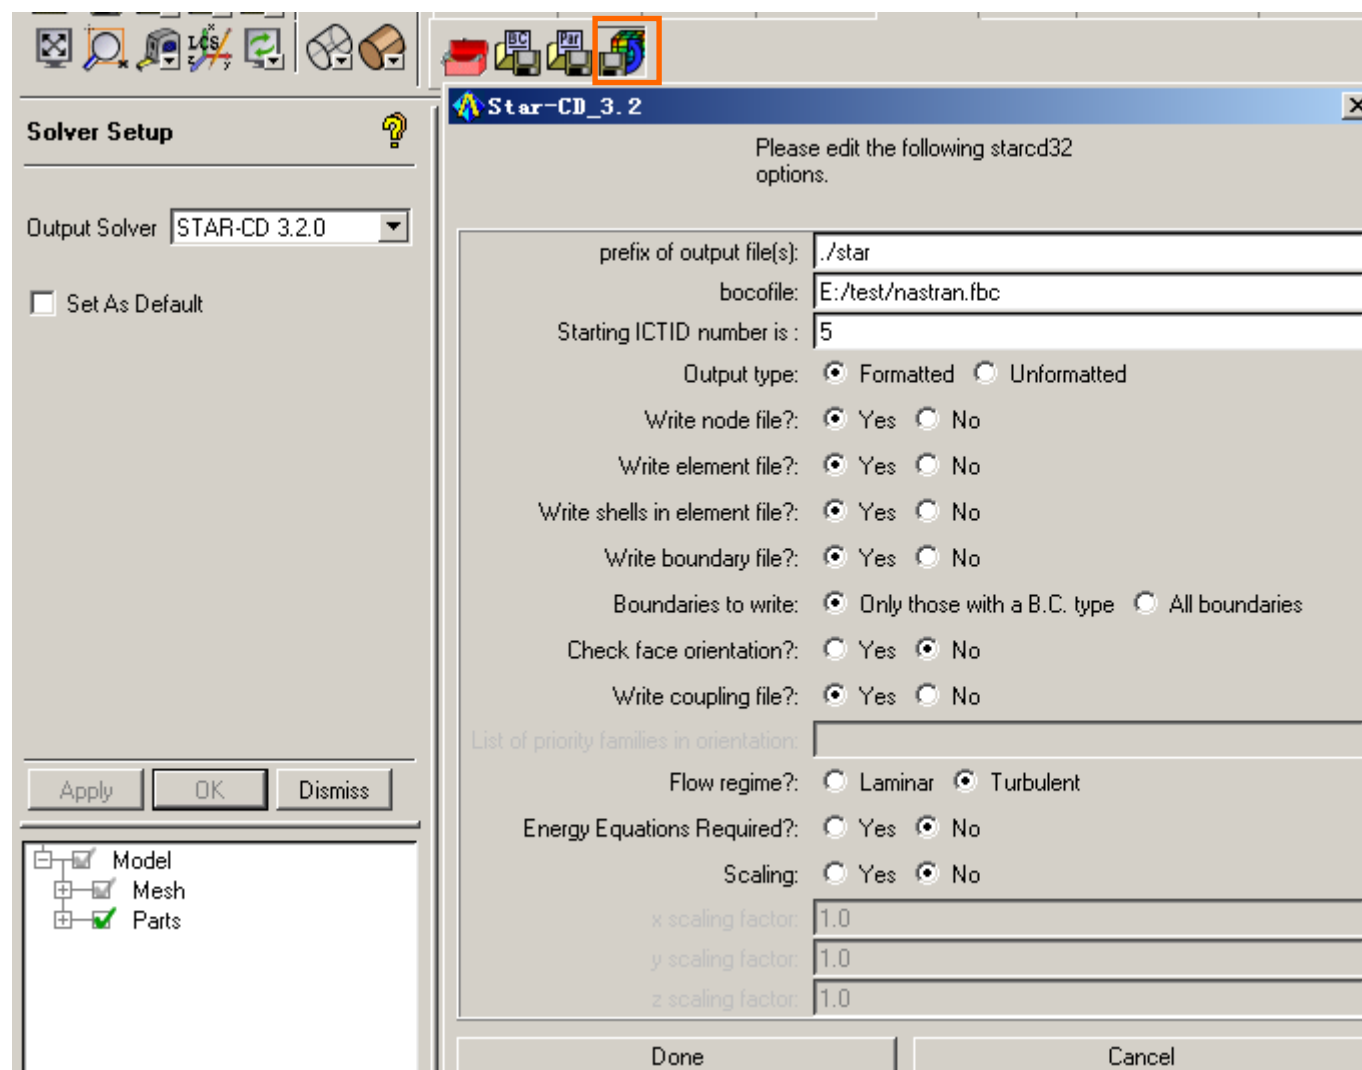 LCS
BC
Par
Solver Setup
Output Solver STAR-CD 3.2.0
Set As Default
Apply OK Dismiss
Model
Mesh
Parts
Star-CD_3.2
Please edit the following starcd32
options.
prefix of output file(s): ./star
bocofile: E:/test/nastran.fbc
Starting ICTID number is : 5
Output type: Formatted Unformatted
Write node file?: Yes No
Write element file?: Yes No
Write shells in element file?: Yes No
Write boundary file?: Yes No
Boundaries to write: Only those with a B.C. type All boundaries
Check face orientation?: Yes No
Write coupling file?: Yes No
List of priority families in orientation:
Flow regime?: Laminar Turbulent
Energy Equations Required?: Yes No
Scaling: Yes No
x scaling factor: 1.0
y scaling factor: 1.0
z scaling factor: 1.0
Done Cancel